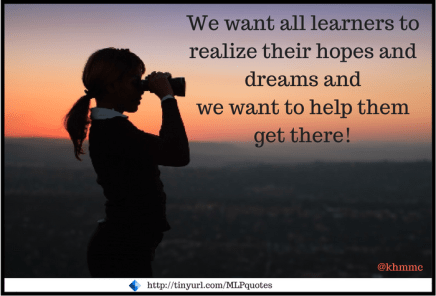 We want all learners to
realize their hopes and
dreams and
we want to help them
get there!
@khmmc
http://tinyurl.com/MLPquotes